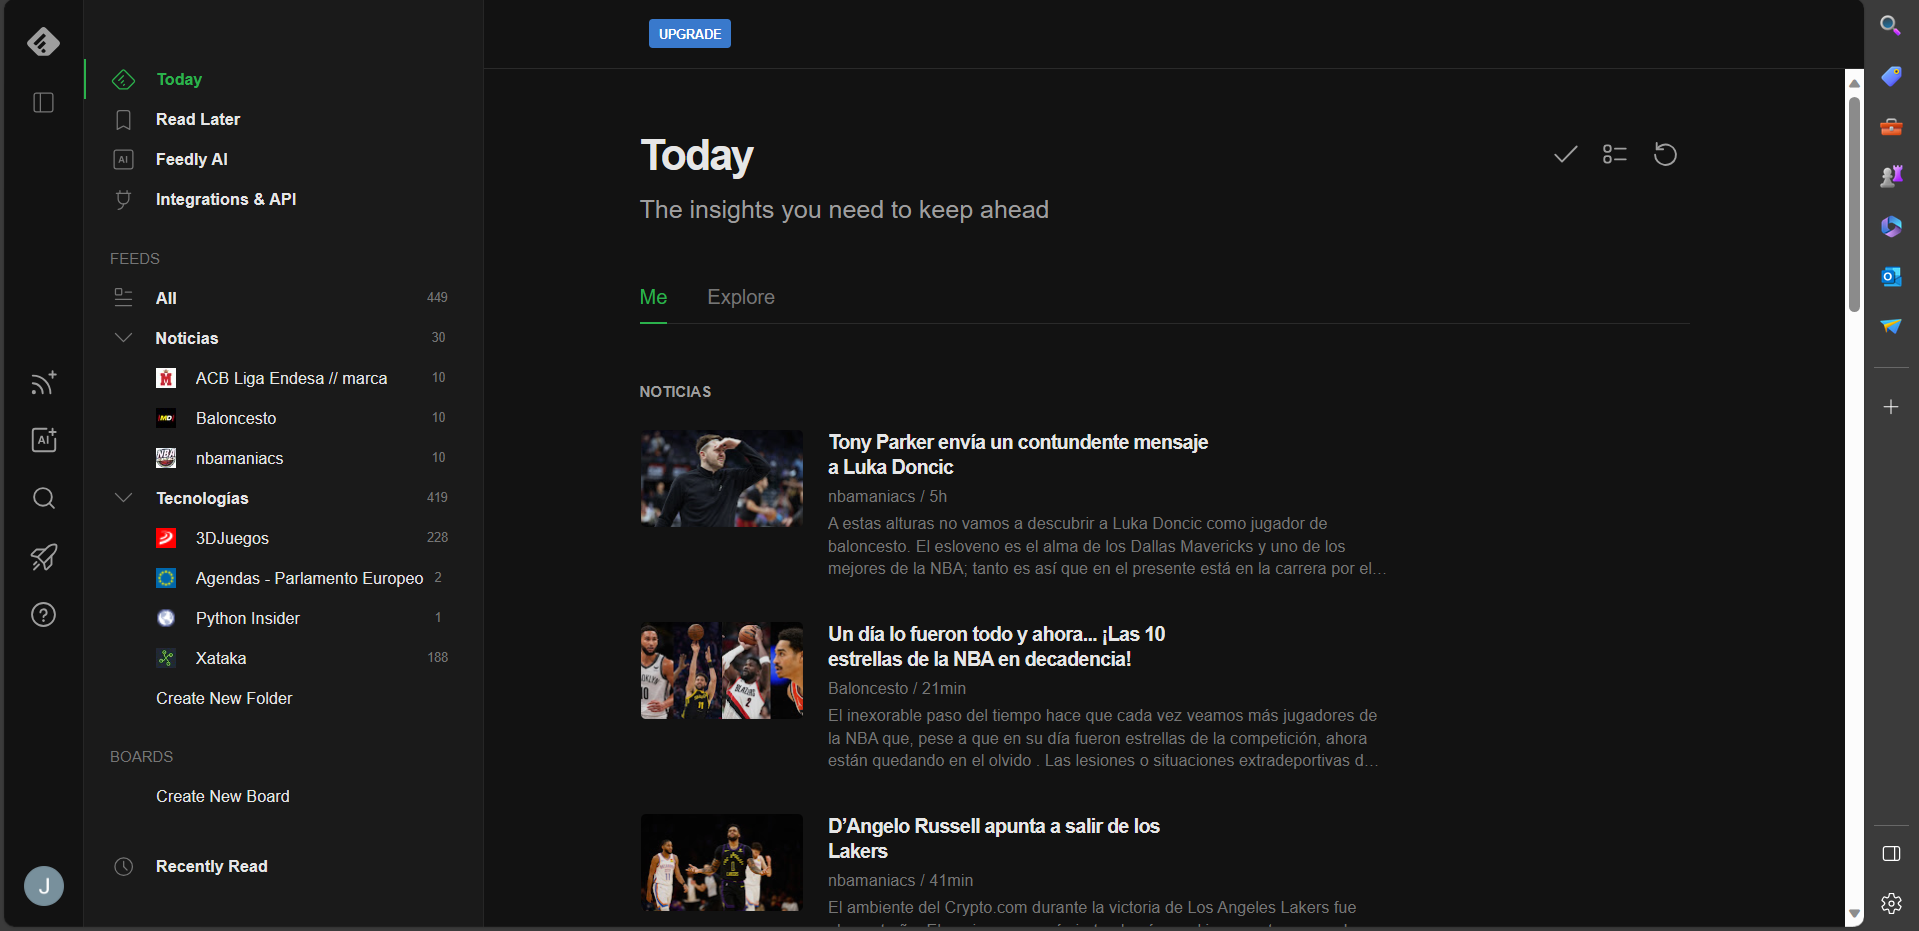 UPGRADE
Today
Read Later
AI
Feedly AI
Integrations & API
FEEDS
All 449
Noticias 30
ACB Liga Endesa // marca 10
MD
Baloncesto 10
NBA
nbamaniacs 10
Tecnologías 419
3DJuegos 228
Agendas - Parlamento Europeo 2
Python Insider 1
Xataka 188
Create New Folder
BOARDS
Create New Board
Recently Read
AI
J
Today
The insights you need to keep ahead
Me Explore
NOTICIAS
Tony Parker envía un contundente mensaje
a Luka Doncic
nbamaniacs / 5h
A estas alturas no vamos a descubrir a Luka Doncic como jugador de
baloncesto. El esloveno es el alma de los Dallas Mavericks y uno de los
mejores de la NBA; tanto es así que en el presente está en la carrera por el...
Un día lo fueron todo y ahora... ¡Las 10
estrellas de la NBA en decadencia!
Baloncesto / 21min
El inexorable paso del tiempo hace que cada vez veamos más jugadores de
la NBA que, pese a que en su día fueron estrellas de la competición, ahora
están quedando en el olvido . Las lesiones o situaciones extradeportivas d...
D’Angelo Russell apunta a salir de los
Lakers
nbamaniacs / 41min
El ambiente del Crypto.com durante la victoria de Los Angeles Lakers fue